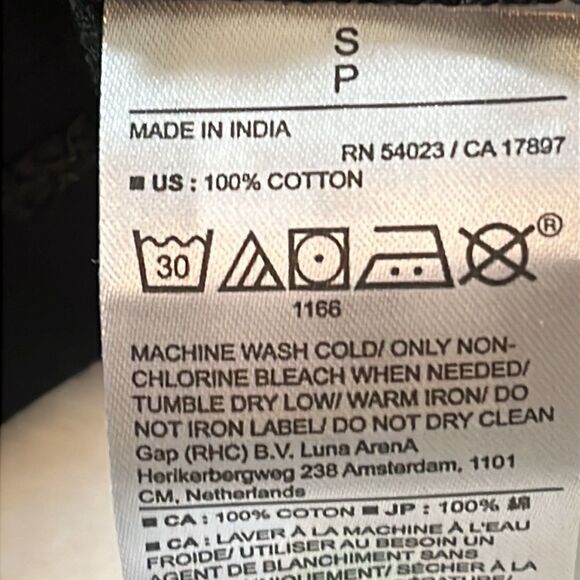 S
P
MADE IN INDIA
RN 54023 / CA 17897
US : 100% COTTON
30
®
1166
MACHINE WASH COLD/ ONLY NON-
CHLORINE BLEACH WHEN NEEDED/
TUMBLE DRY LOW/ WARM IRON/ DO
NOT IRON LABEL/ DO NOT DRY CLEAN
Gap (RHC) B.V. Luna ArenA
Herikerbergweg 238 Amsterdam, 1101
CM, Netherlands
CA : 100% COTON JP : 100% 綿
CA : LAVER À LA MACHINE À L'EAU
FROIDE/ UTILISER AU BESOIN UN
AGENT DE BLANCHIMENT SANS
SÉCHER À LA